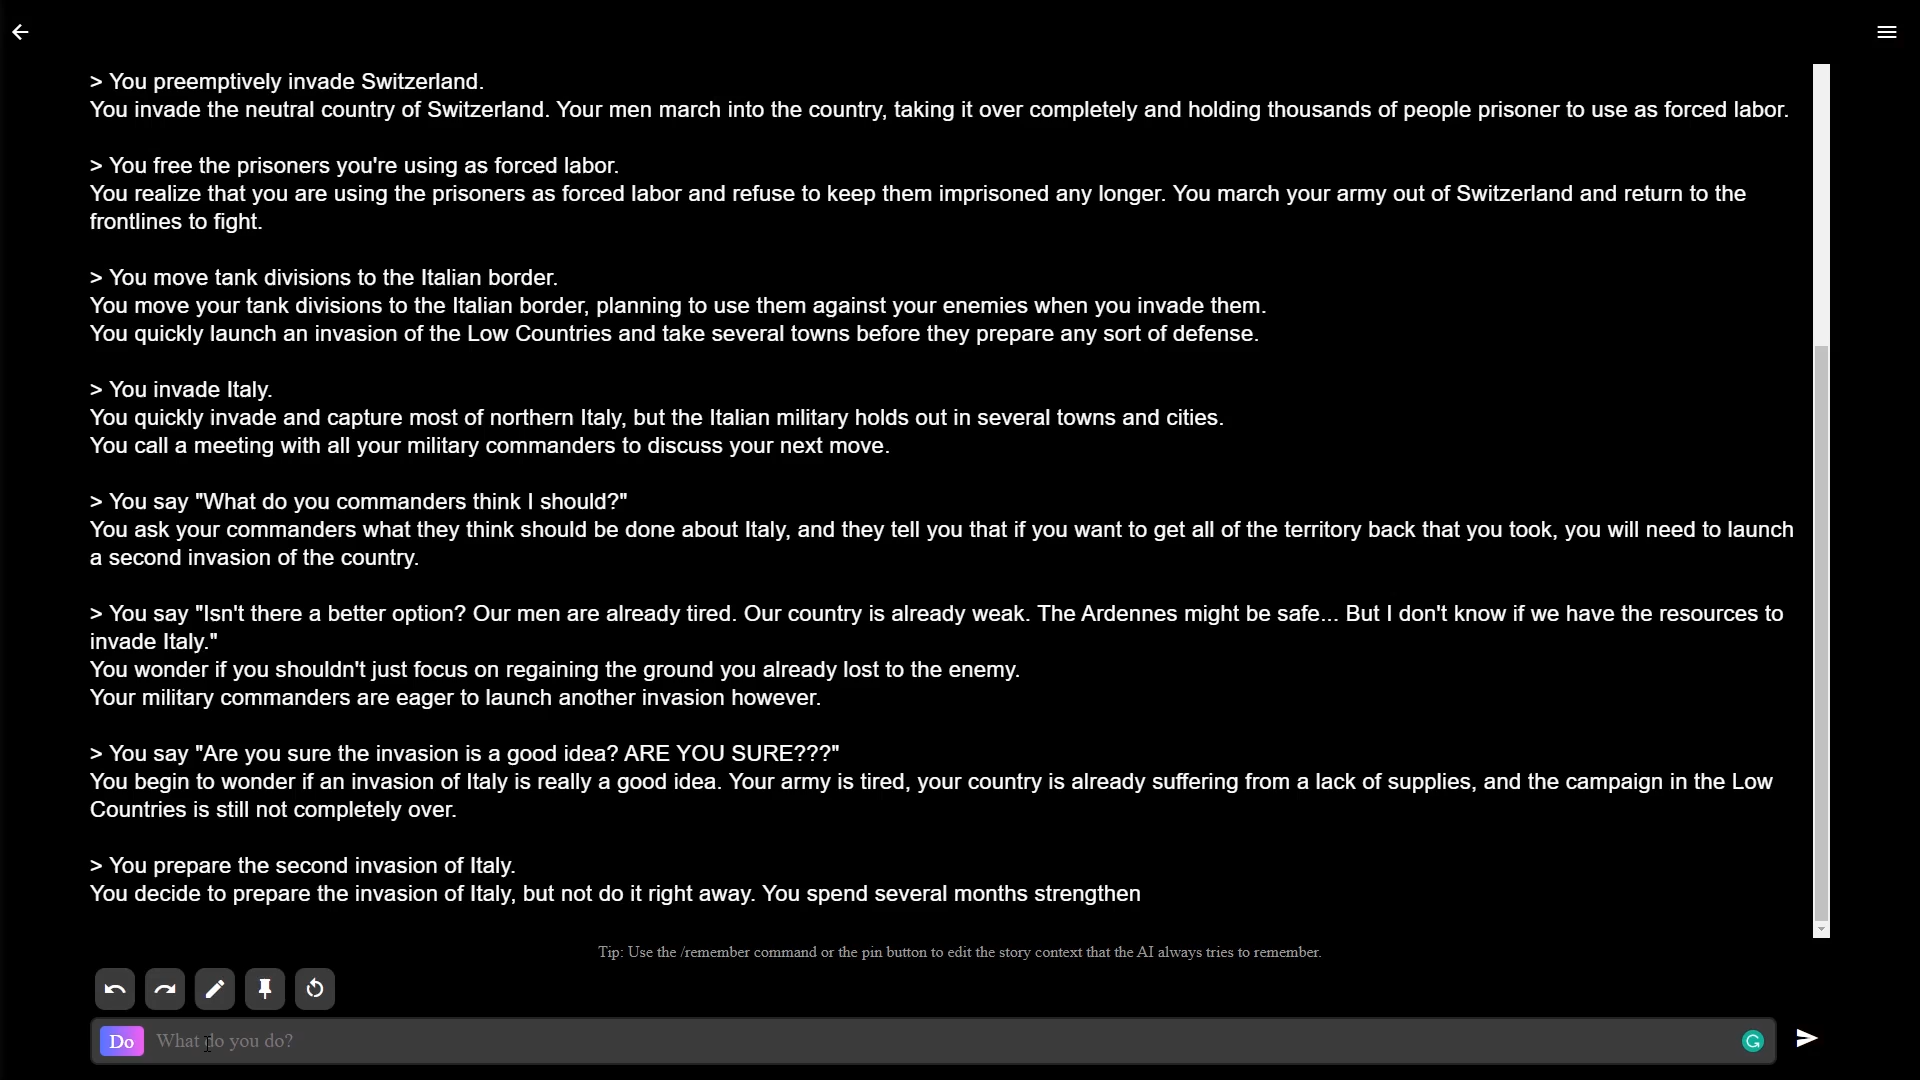 > You preemptively invade Switzerland.
You invade the neutral country of Switzerland. Your men march into the country, taking it over completely and holding thousands of people prisoner to use as forced labor.
> You free the prisoners you're using as forced labor.
You realize that you are using the prisoners as forced labor and refuse to keep them imprisoned any longer. You march your army out of Switzerland and return to the
frontlines to fight.
> You move tank divisions to the Italian border.
You move your tank divisions to the Italian border, planning to use them against your enemies when you invade them.
You quickly launch an invasion of the Low Countries and take several towns before they prepare any sort of defense.
> You invade Italy.
You quickly invade and capture most of northern Italy, but the Italian military holds out in several towns and cities.
You call a meeting with all your military commanders to discuss your next move.
> You say "What do you commanders think I should?"
You ask your commanders what they think should be done about Italy, and they tell you that if you want to get all of the territory back that you took, you will need to launch
a second invasion of the country.
> You say "Isn't there a better option? Our men are already tired. Our country is already weak. The Ardennes might be safe... But I don't know if we have the resources to
invade Italy."
You wonder if you shouldn't just focus on regaining the ground you already lost to the enemy.
Your military commanders are eager to launch another invasion however.
> You say "Are you sure the invasion is a good idea? ARE YOU SURE???"
You begin to wonder if an invasion of Italy is really a good idea. Your army is tired, your country is already suffering from a lack of supplies, and the campaign in the Low
Countries is still not completely over.
> You prepare the second invasion of Italy.
You decide to prepare the invasion of Italy, but not do it right away. You spend several months strengthen
Tip: Use the /remember command or the pin button to edit the story context that the AI always tries to remember.
Do What do you do?